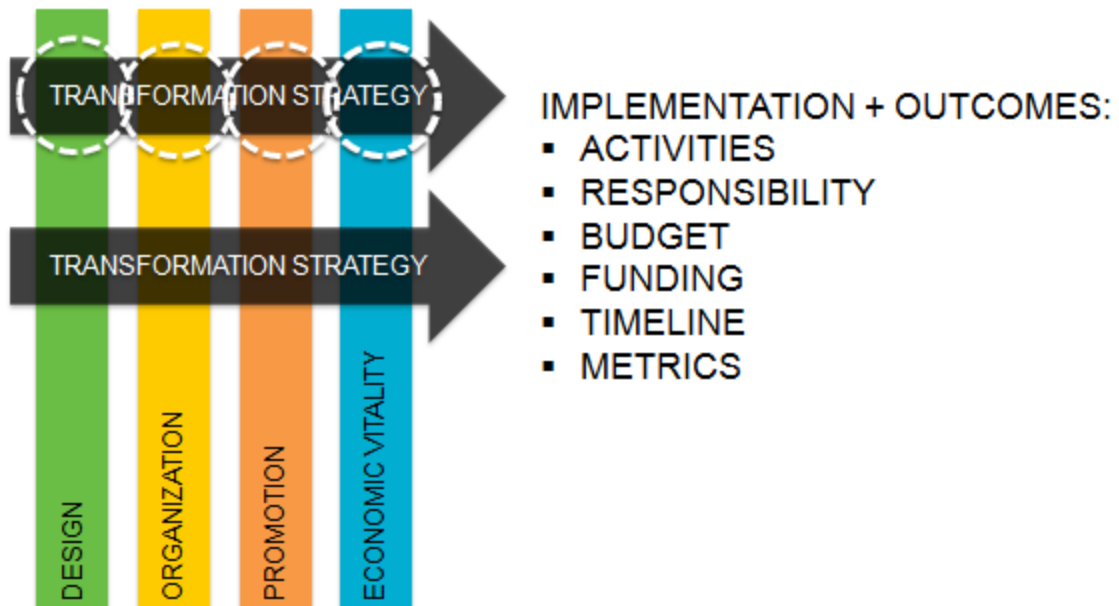 TRANSFORMATION STRATEGY
TRANSFORMATION STRATEGY
DESIGN
ORGANIZATION
PROMOTION
ECONOMIC VITALITY
IMPLEMENTATION + OUTCOMES:
▪ ACTIVITIES
▪ RESPONSIBILITY
▪ BUDGET
▪ FUNDING
▪ TIMELINE
▪ METRICS